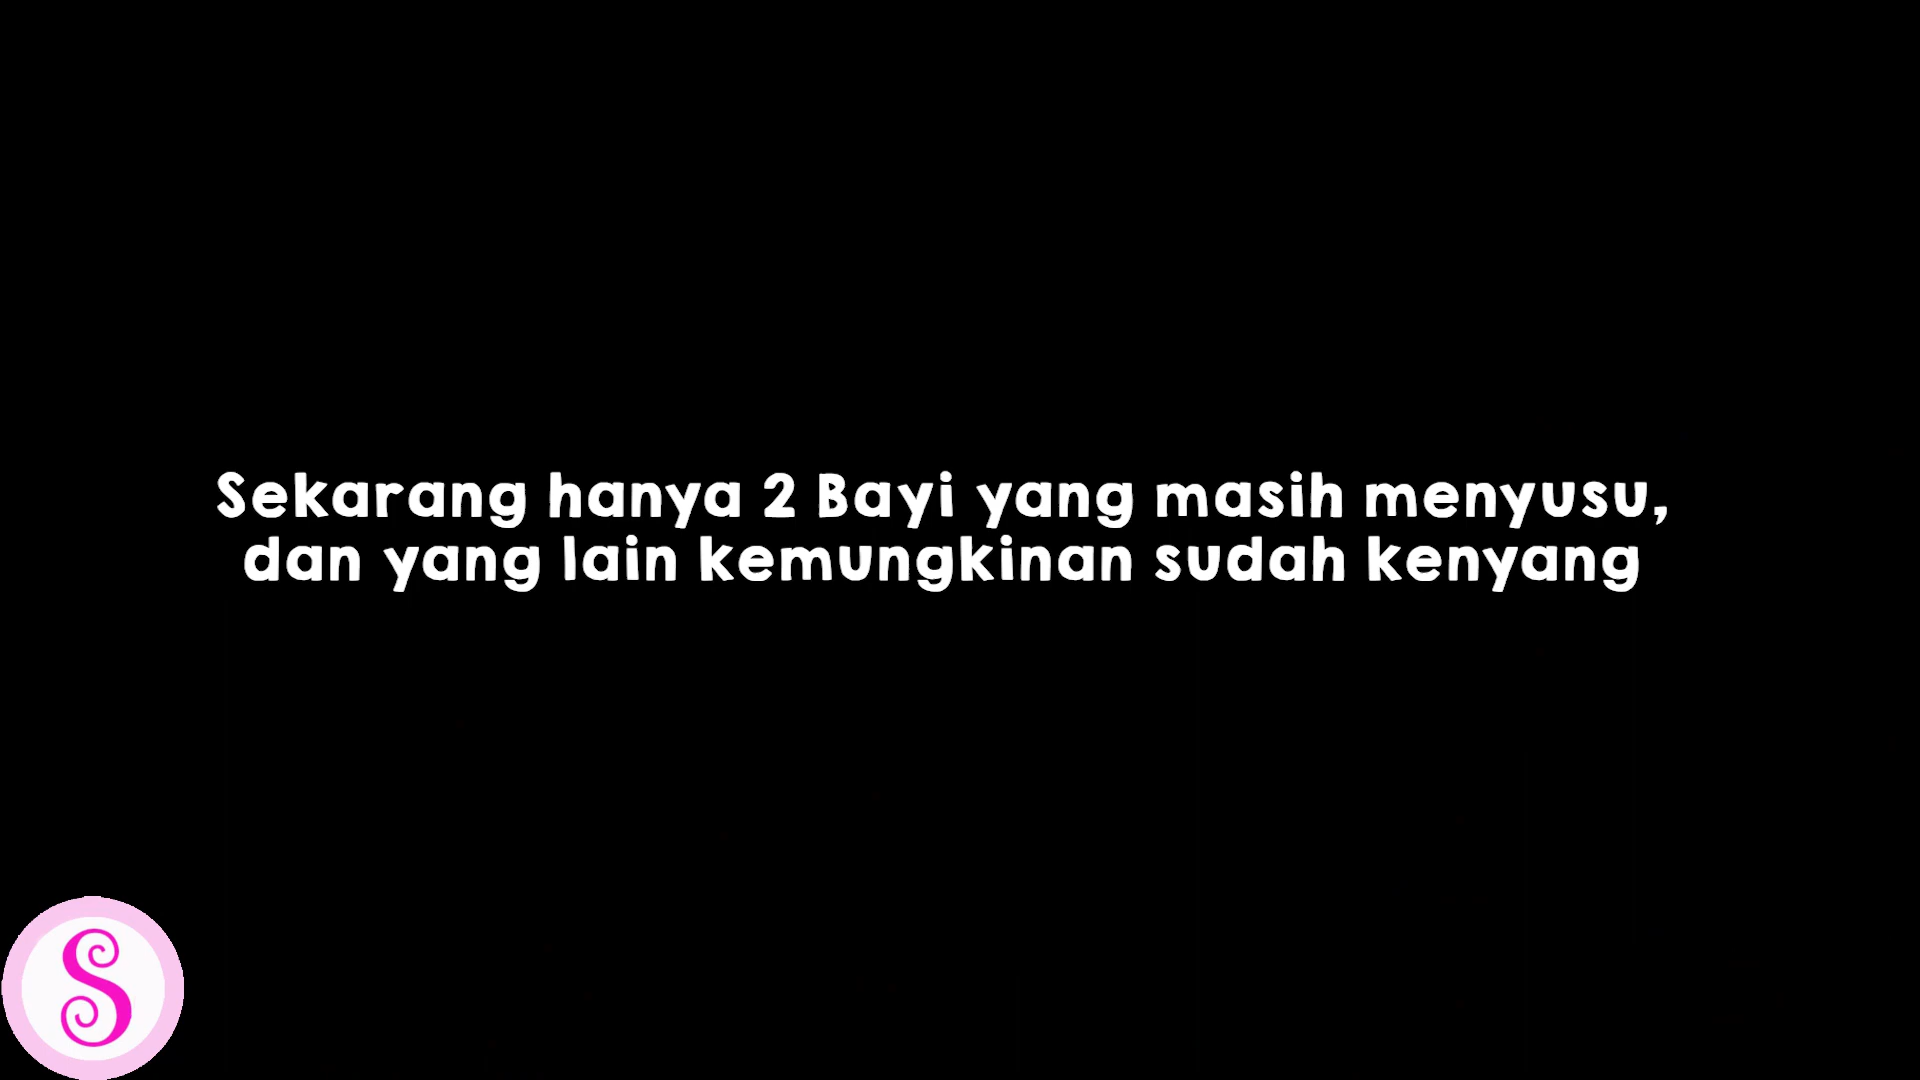 Sekarang hanya 2 Bayi yang masih menyusu,
dan yang lain kemungkinan sudah kenyang
S